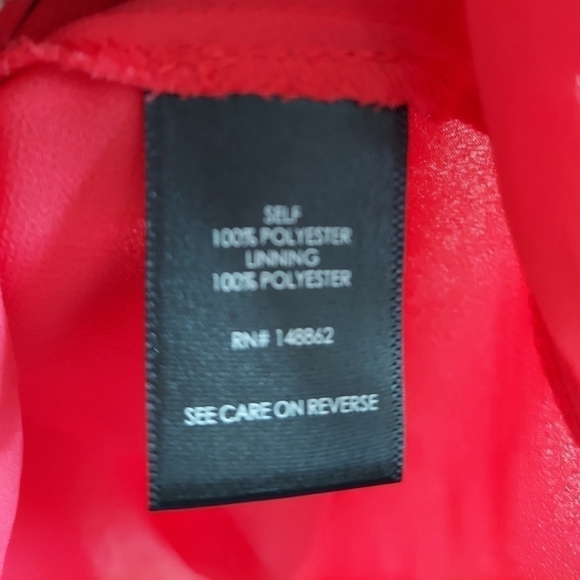 SELF
100% POLYESTER
LINNING
100% POLYESTER
RN# 148862
SEE CARE ON REVERSE